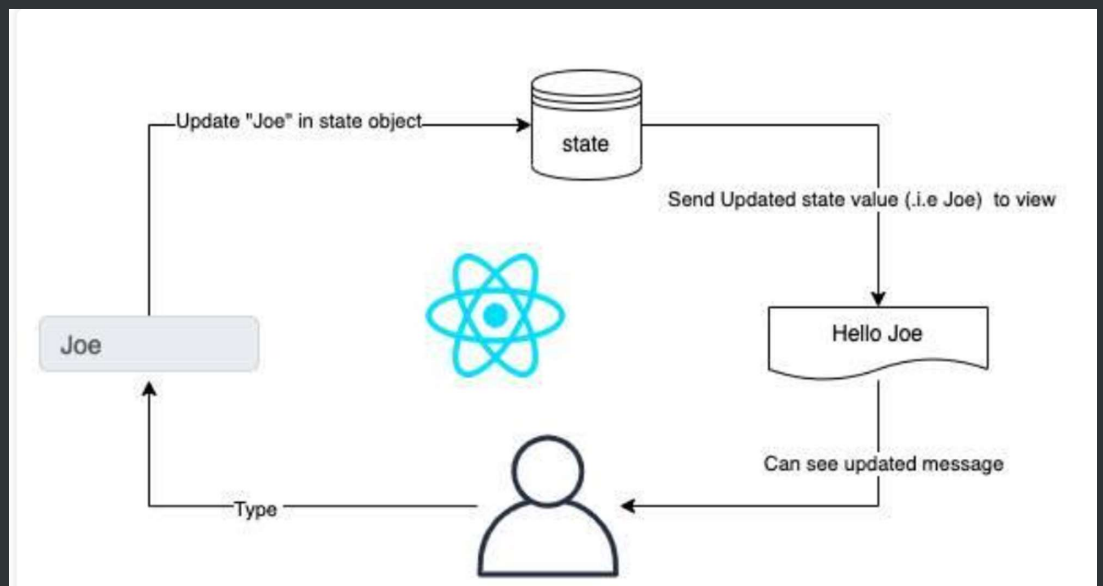 Update "Joe" in state object
state
Send Updated state value (.i.e Joe) to view
Joe
Hello Joe
Can see updated message
Type